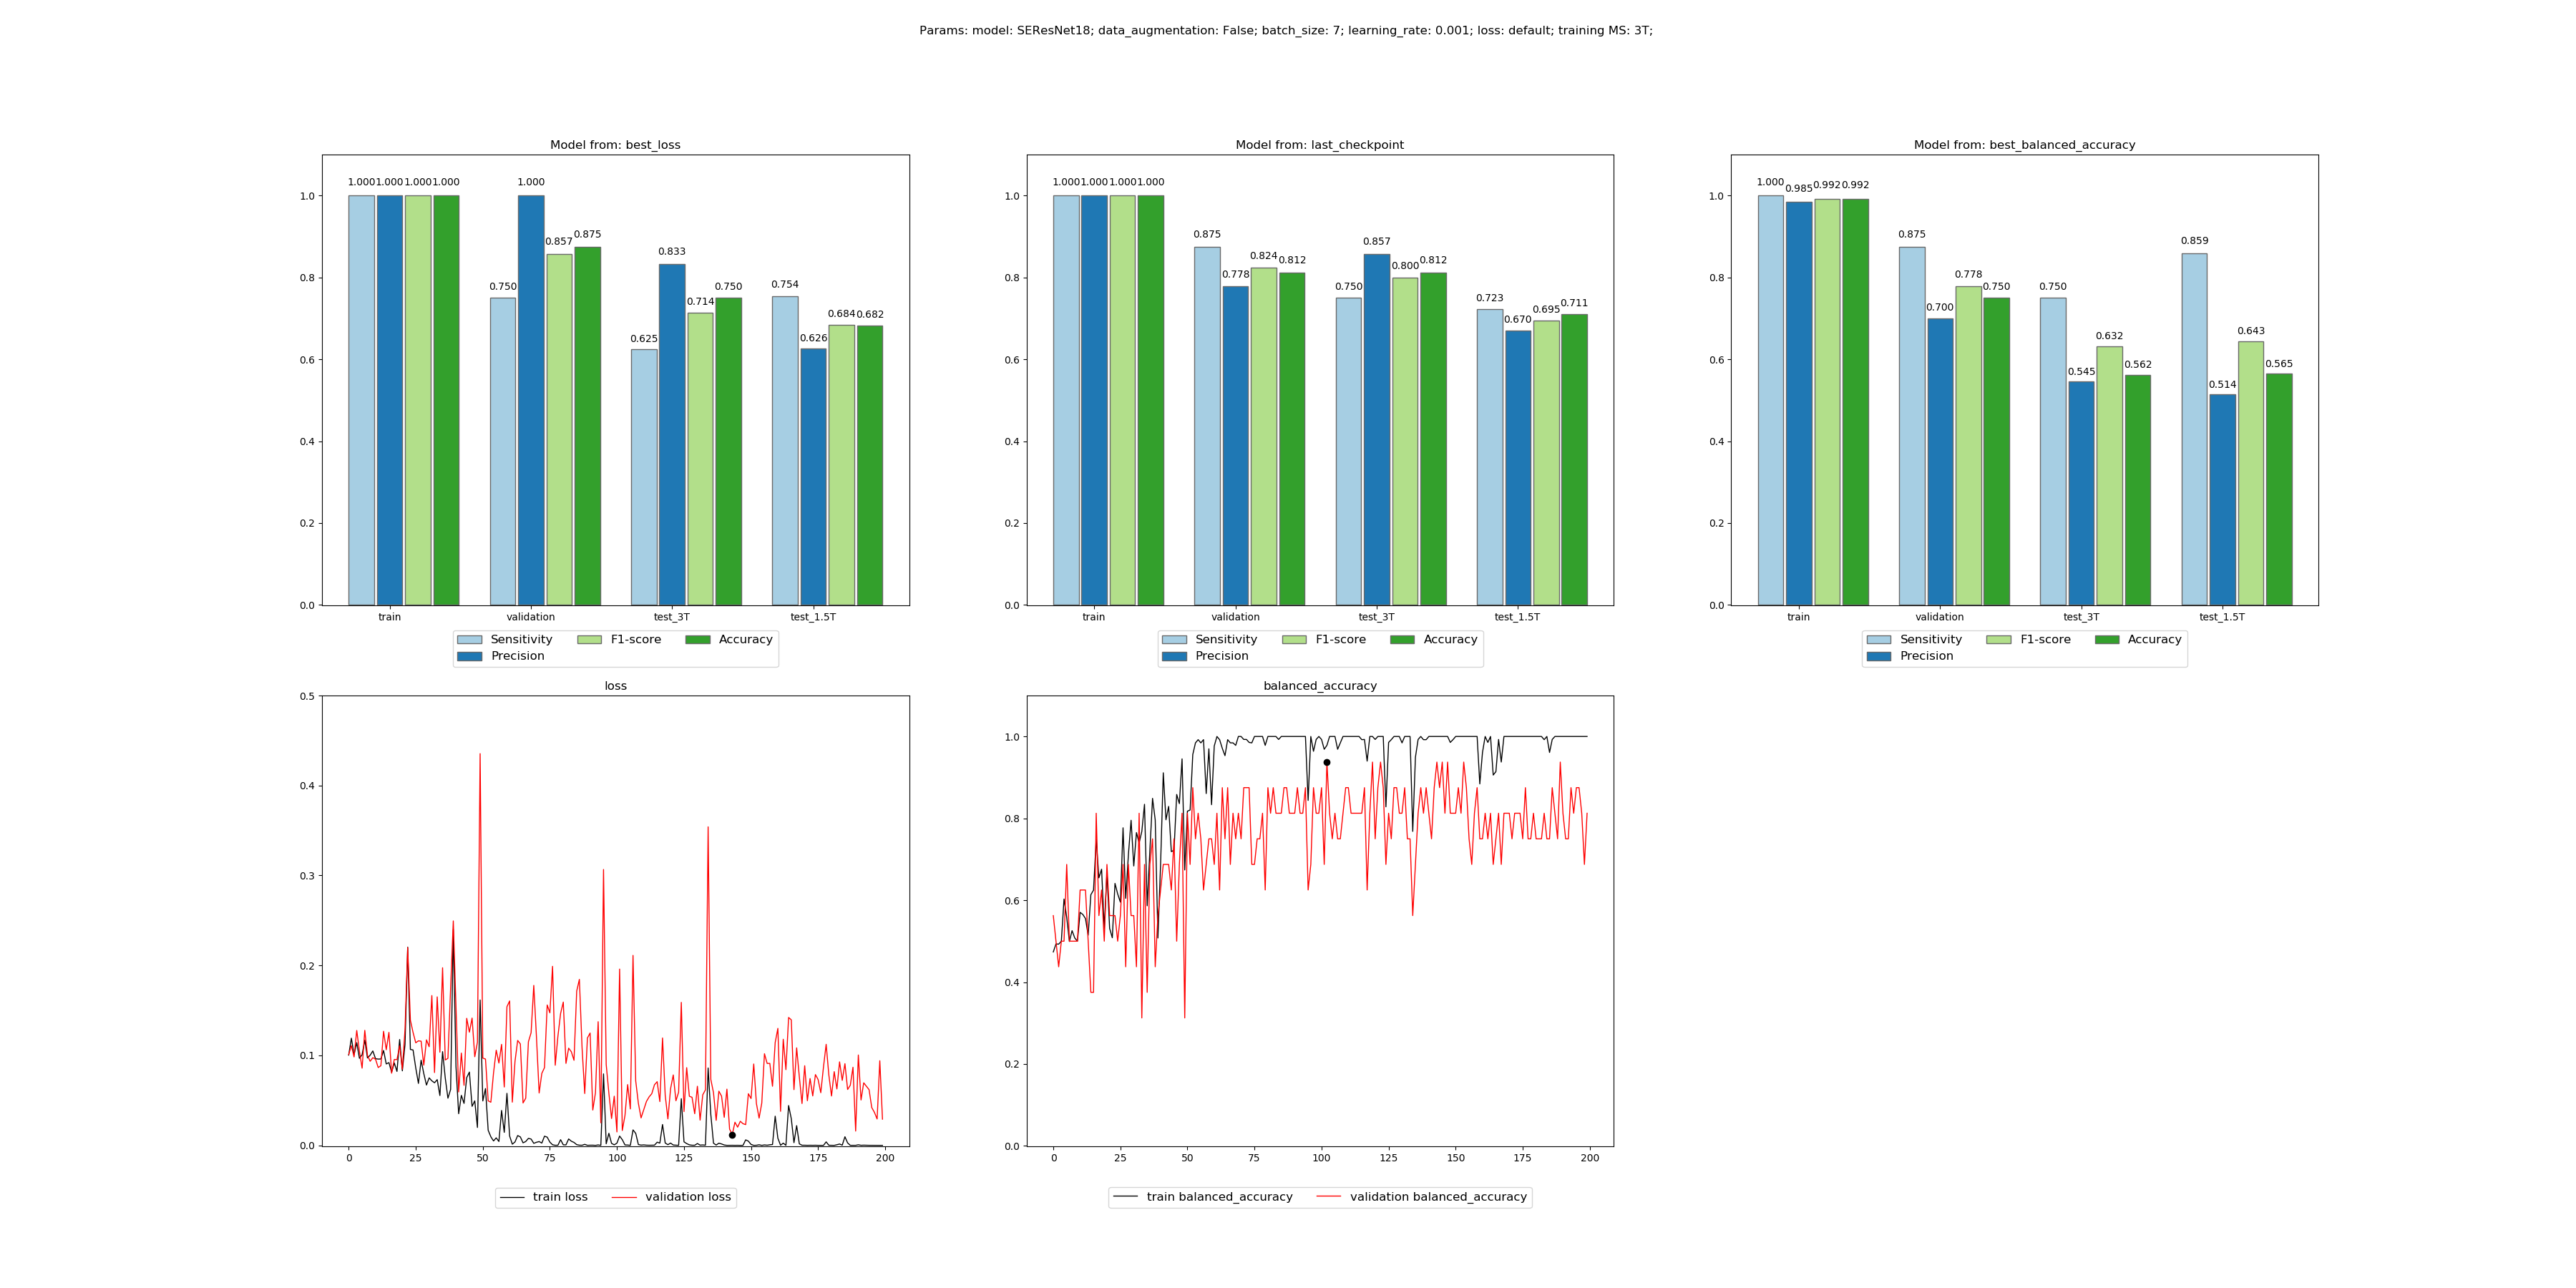 Params: model: SEResNet18; data_augmentation: False; batch_size: 7; learning_rate: 0.001; loss: default; training MS: 3T;
Model from: best_loss
1.000 1.000 1.000 1.000
1.000
0.750 0.857 0.875
0.625 0.833 0.714 0.750
0.754 0.626 0.684 0.682
1.0
0.8
0.6
0.4
0.2
0.0
train validation test_3T test_1.5T
Sensitivity F1-score Accuracy
Precision
Model from: last_checkpoint
1.000 1.000 1.000 1.000
0.875 0.778 0.824 0.812
0.750 0.857 0.800 0.812
0.723 0.670 0.695 0.711
1.0
0.8
0.6
0.4
0.2
0.0
train validation test_3T test_1.5T
Sensitivity F1-score Accuracy
Precision
Model from: best_balanced_accuracy
1.000 0.985 0.992 0.992
0.875 0.700 0.778 0.750
0.750 0.545 0.632 0.562
0.859 0.514 0.643 0.565
1.0
0.8
0.6
0.4
0.2
0.0
train validation test_3T test_1.5T
Sensitivity F1-score Accuracy
Precision
loss
0.5
0.4
0.3
0.2
0.1
0.0
0 25 50 75 100 125 150 175 200
train loss validation loss
balanced_accuracy
1.0
0.8
0.6
0.4
0.2
0.0
0 25 50 75 100 125 150 175 200
train balanced_accuracy validation balanced_accuracy